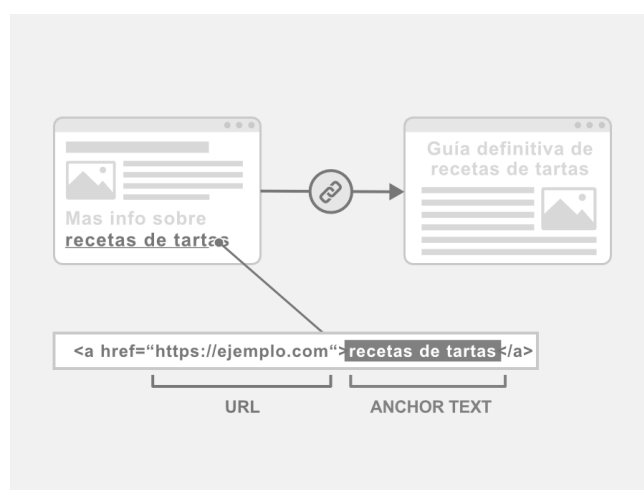 Mas info sobre
recetas de tartas
Guía definitiva de
recetas de tartas
<a href=“https://ejemplo.com“>recetas de tartas</a>
URL
ANCHOR TEXT